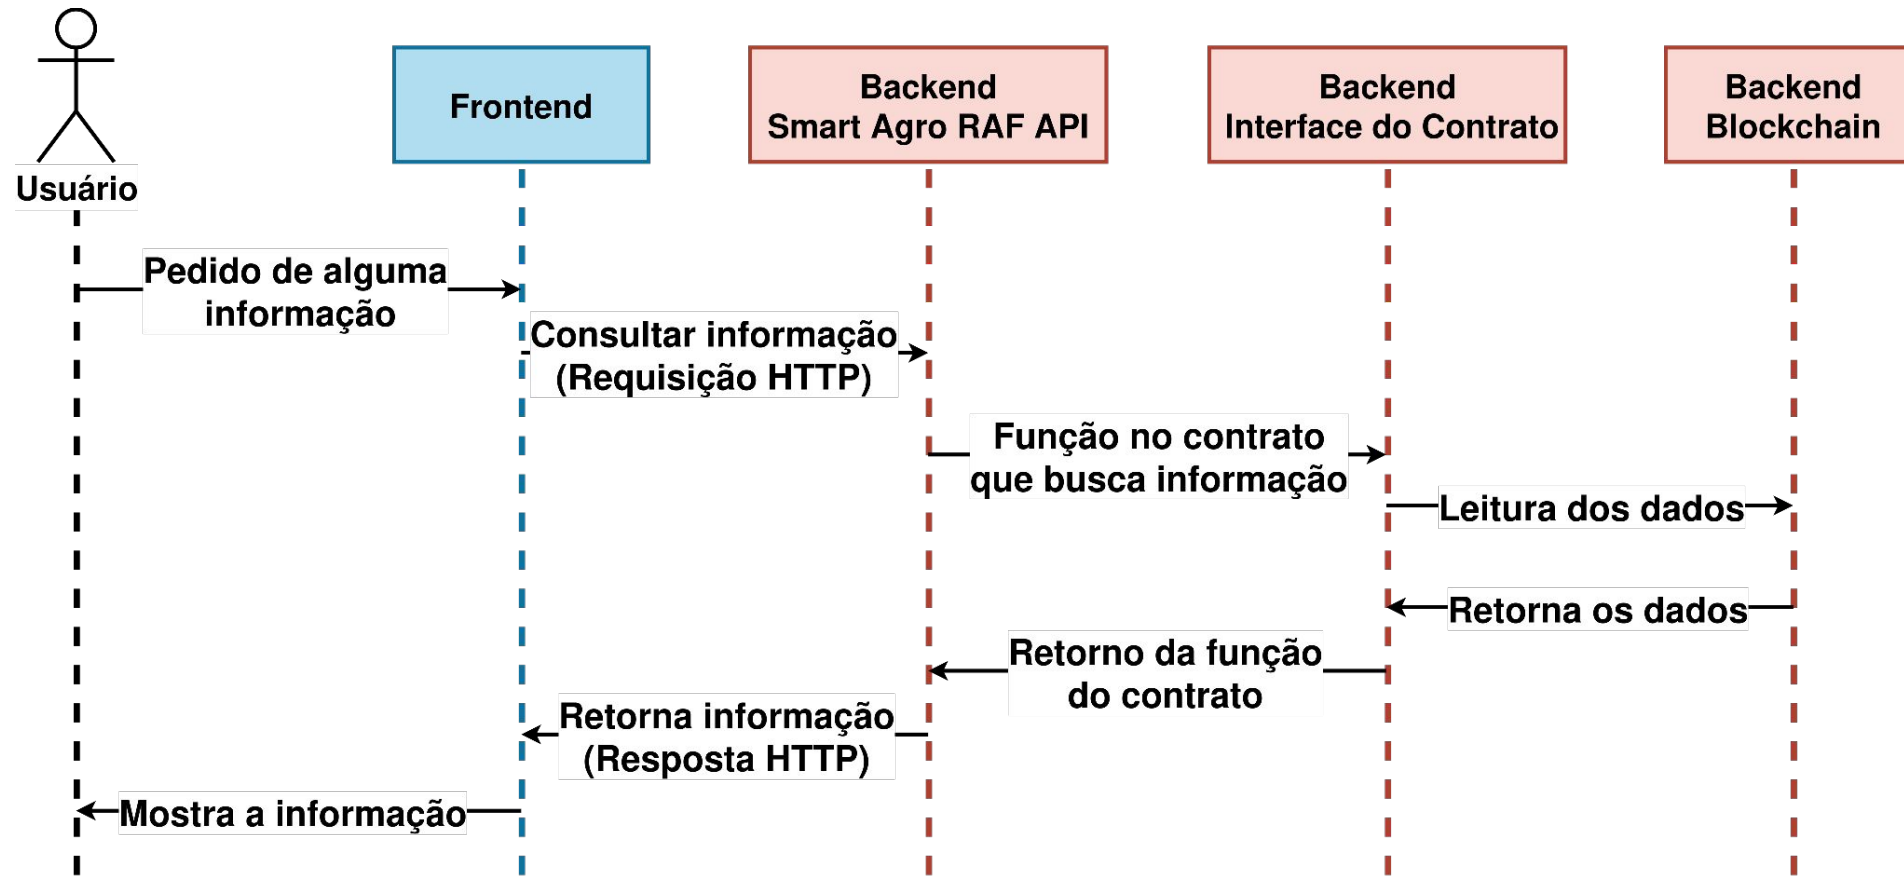 Usuário
Frontend
Backend
Smart Agro RAF API
Backend
Interface do Contrato
Backend
Blockchain
Pedido de alguma
informação
Consultar informação
(Requisição HTTP)
Função no contrato
que busca informação
Leitura dos dados
Retorna os dados
Retorno da função
do contrato
Retorna informação
(Resposta HTTP)
Mostra a informação